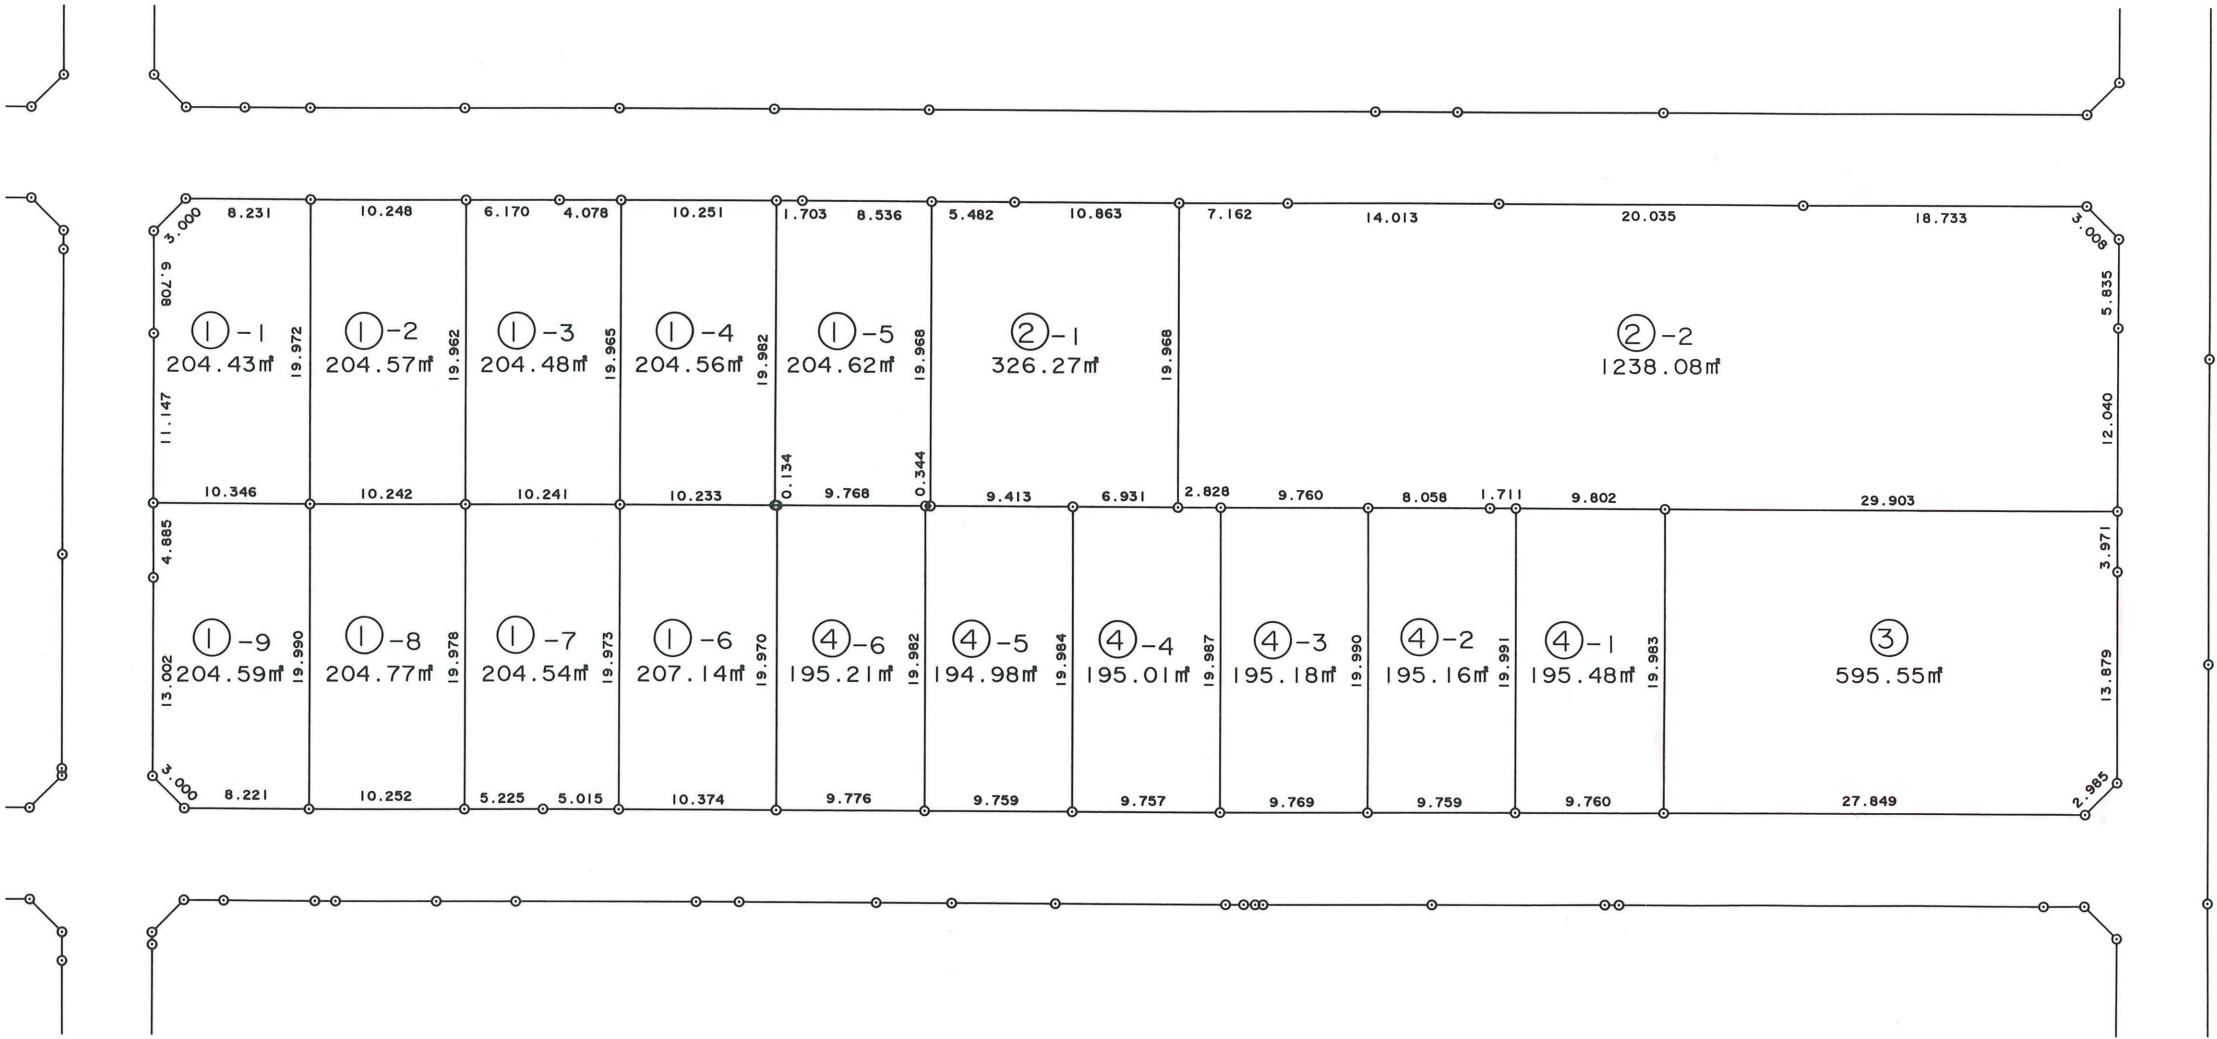 8.231 10.248 6.170 4.078 10.251 1.703 8.536 5.482 10.863 7.162 14.013 20.035 18.733
3.000 3.008
6.708 5.835
①-1 ①-2 ①-3 ①-4 ①-5 ②-1 ②-2
204.43㎡ 204.57㎡ 204.48㎡ 204.56㎡ 204.62㎡ 326.27㎡ 1238.08㎡
19.972 19.962 19.965 19.982 19.968 19.968
11.147 12.040
0.134 0.344
10.346 10.242 10.241 10.233 9.768 9.413 6.931 2.828 9.760 8.058 1.711 9.802 29.903
4.885 3.971
①-9 ①-8 ①-7 ①-6 ④-6 ④-5 ④-4 ④-3 ④-2 ④-1 ③
204.59㎡ 204.77㎡ 204.54㎡ 207.14㎡ 195.21㎡ 194.98㎡ 195.01㎡ 195.18㎡ 195.16㎡ 195.48㎡ 595.55㎡
13.002 19.990 19.978 19.973 19.970 19.982 19.984 19.987 19.990 19.991 19.983 13.879
3.000 2.985
8.221 10.252 5.225 5.015 10.374 9.776 9.759 9.757 9.769 9.759 9.760 27.849